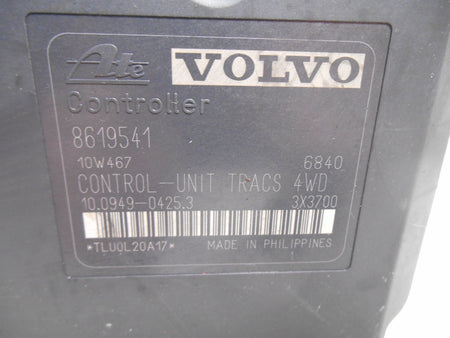 Ate VOLVO
Controller
8619541
10W467 6840
CONTROL-UNIT TRACS 4WD
10.0949-0425.3 3X3700
*TLU0L20A17* MADE IN PHILIPPINES